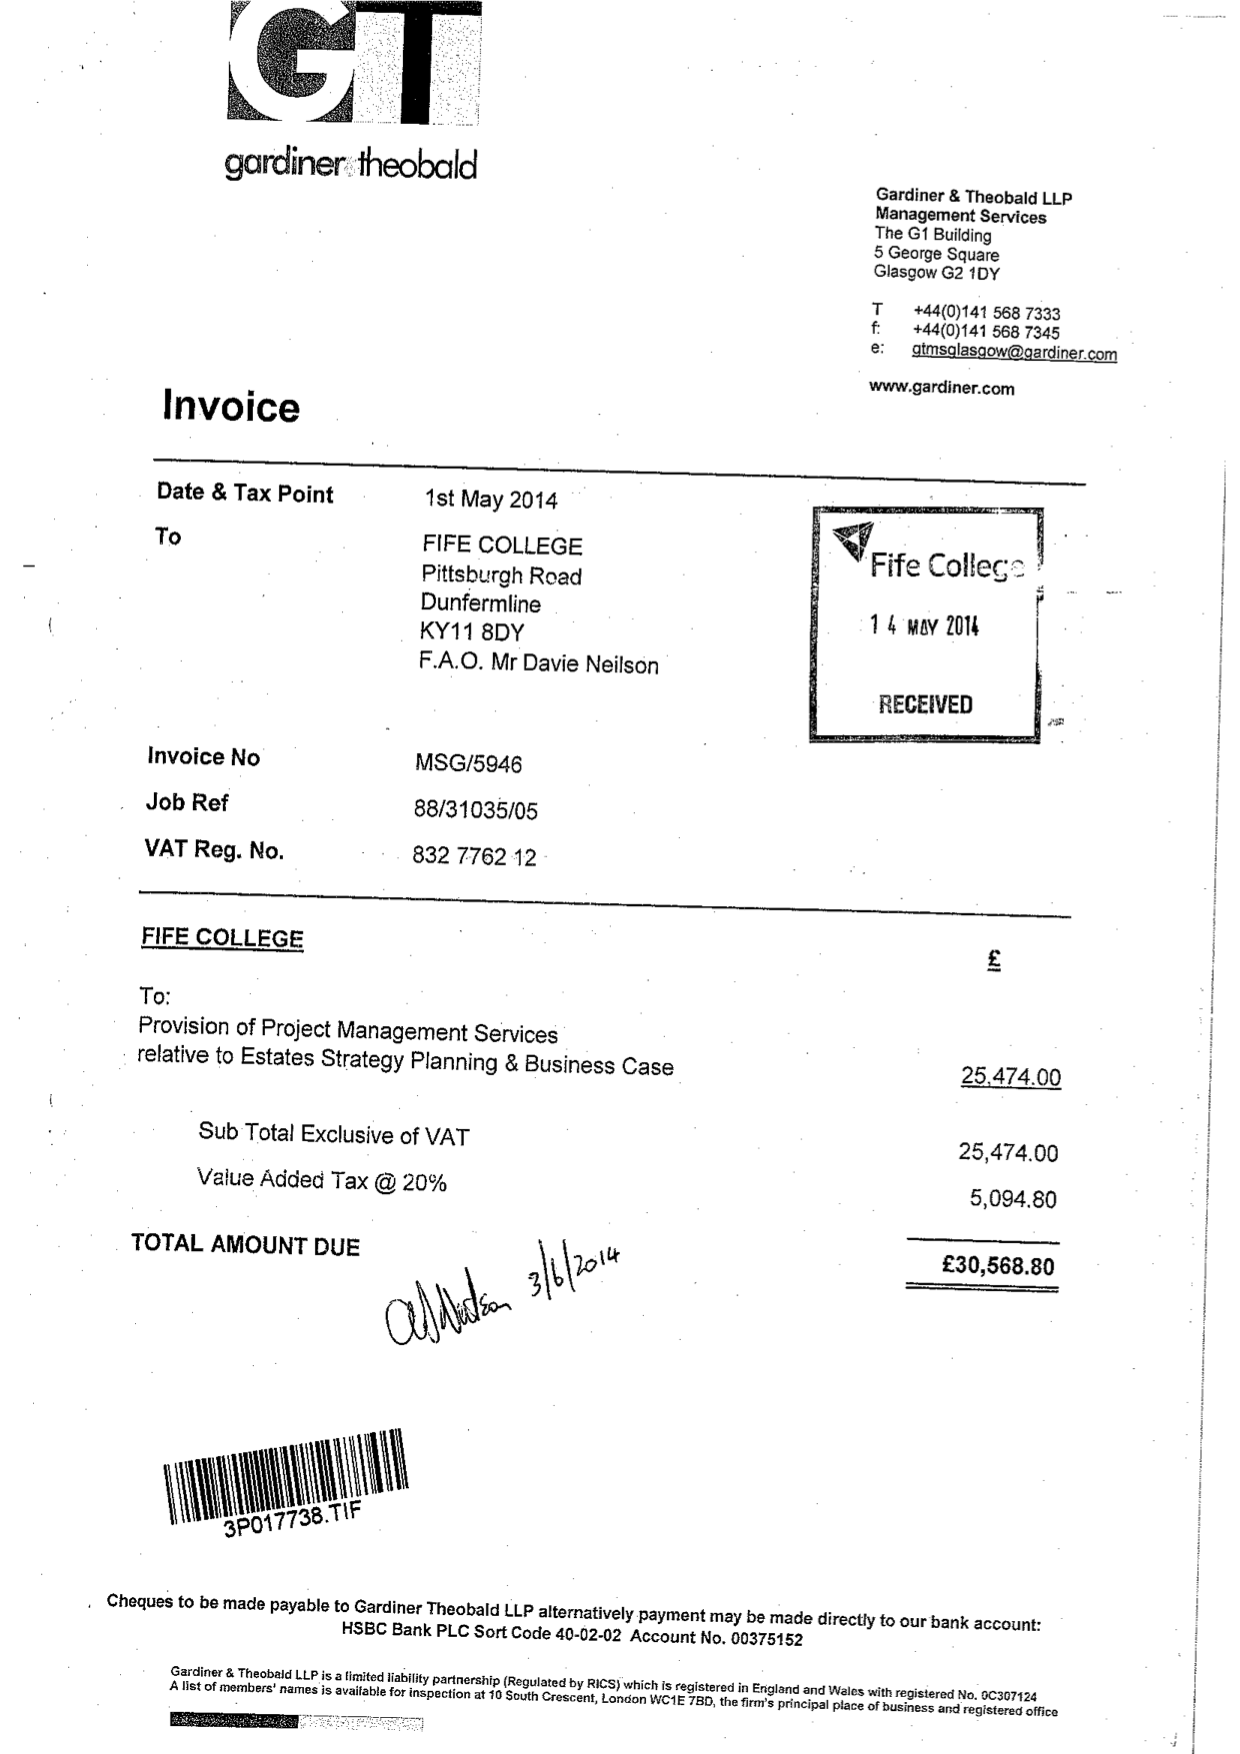 GT
gardiner theobald
Gardiner & Theobald LLP
Management Services
The G1 Building
5 George Square
Glasgow G2 1DY
T +44(0)141 568 7333
f: +44(0)141 568 7345
e: gtmsglasgow@gardiner.com
www.gardiner.com
Invoice
Date & Tax Point 1st May 2014
To FIFE COLLEGE
Pittsburgh Road
Dunfermline
KY11 8DY
F.A.O. Mr Davie Neilson
Fife College
14 MAY 2014
RECEIVED
Invoice No MSG/5946
Job Ref 88/31035/05
VAT Reg. No. 832 7762 12
FIFE COLLEGE
£
To:
Provision of Project Management Services
relative to Estates Strategy Planning & Business Case 25,474.00
Sub Total Exclusive of VAT 25,474.00
Value Added Tax @ 20% 5,094.80
TOTAL AMOUNT DUE £30,568.80
3/6/2014
3P017738.TIF
Cheques to be made payable to Gardiner Theobald LLP alternatively payment may be made directly to our bank account:
HSBC Bank PLC Sort Code 40-02-02 Account No. 00375152
Gardiner & Theobald LLP is a limited liability partnership (Regulated by RICS) which is registered in England and Wales with registered No. 0C307124
A list of members' names is available for inspection at 10 South Crescent, London WC1E 7BD, the firm's principal place of business and registered office